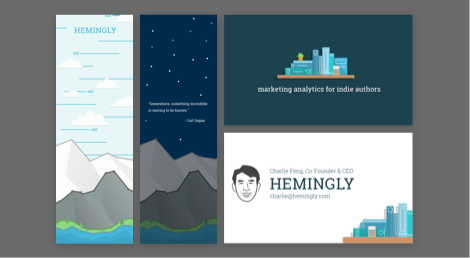 HEMINGLY
"Somewhere, something incredible
is waiting to be known."
- Carl Sagan
marketing analytics for indie authors
Charlie Feng, Co-Founder & CEO
HEMINGLY
charlie@hemingly.com